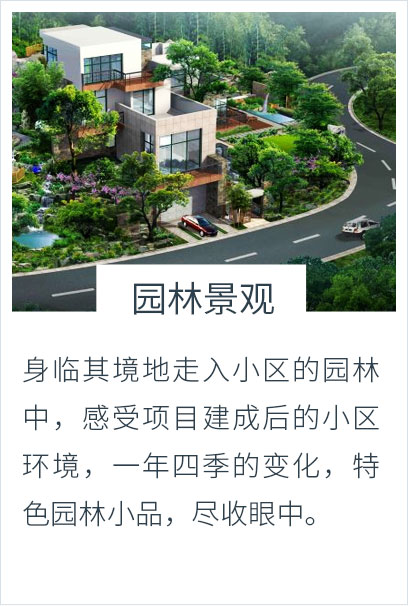 园林景观
身临其境地走入小区的园林
中，感受项目建成后的小区
环境，一年四季的变化，特
色园林小品，尽收眼中。